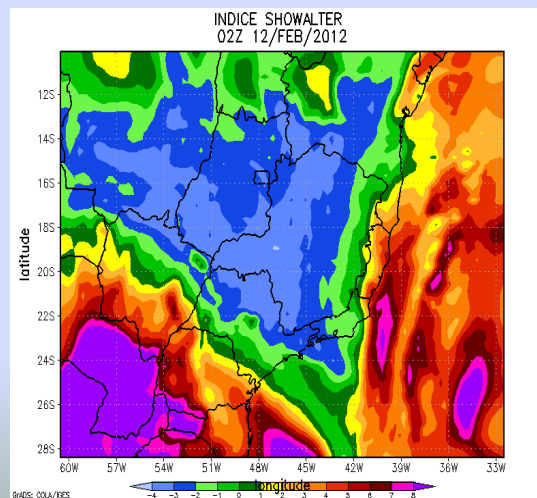 INDICE SHOWALTER
02Z 12/FEB/2012
12S
14S
16S
18S
20S
22S
24S
26S
28S
latitude
60W 57W 54W 51W 48W 45W 42W 39W 36W 33W
longitude
-4 -3 -2 -1 0 1 2 3 4 5 6 7 8
GrADS: COLA/IGES